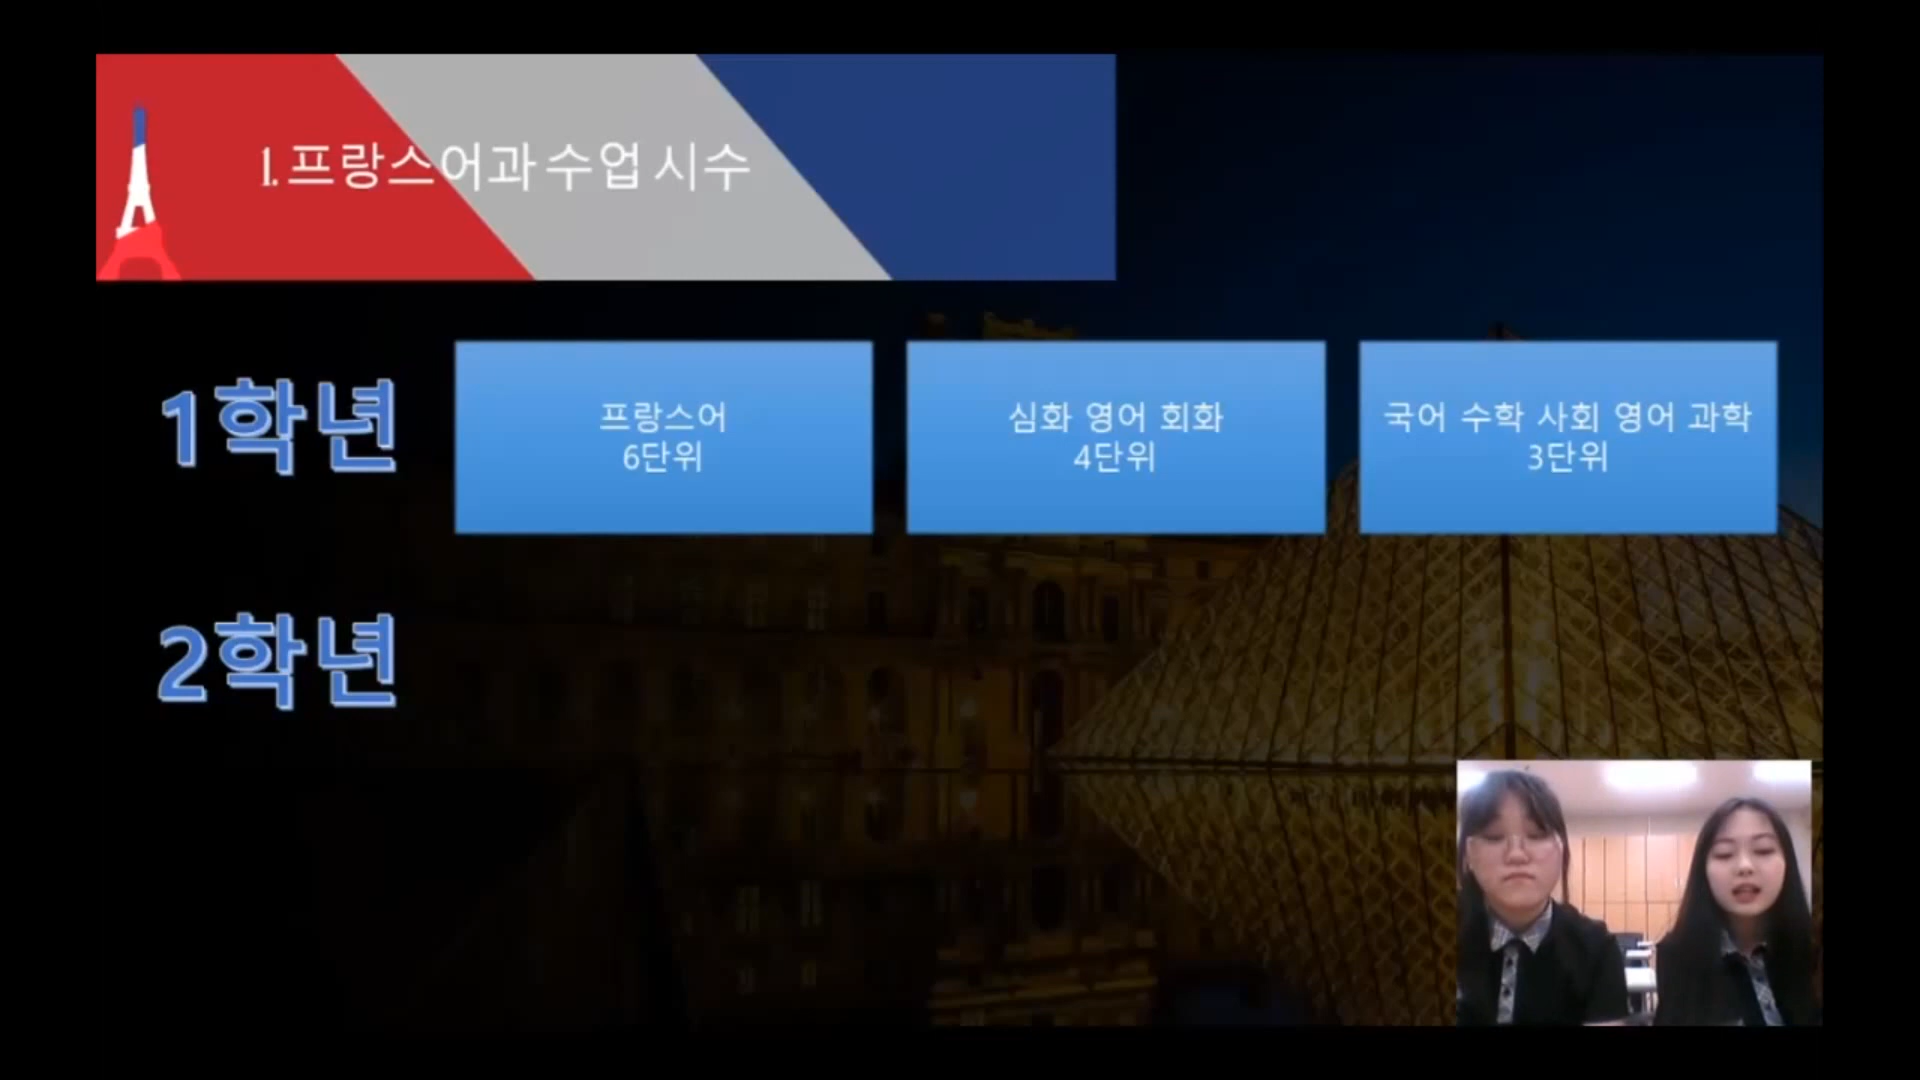 1. 프랑스어과 수업 시수
1학년
프랑스어
6단위
심화 영어 회화
4단위
국어 수학 사회 영어 과학
3단위
2학년